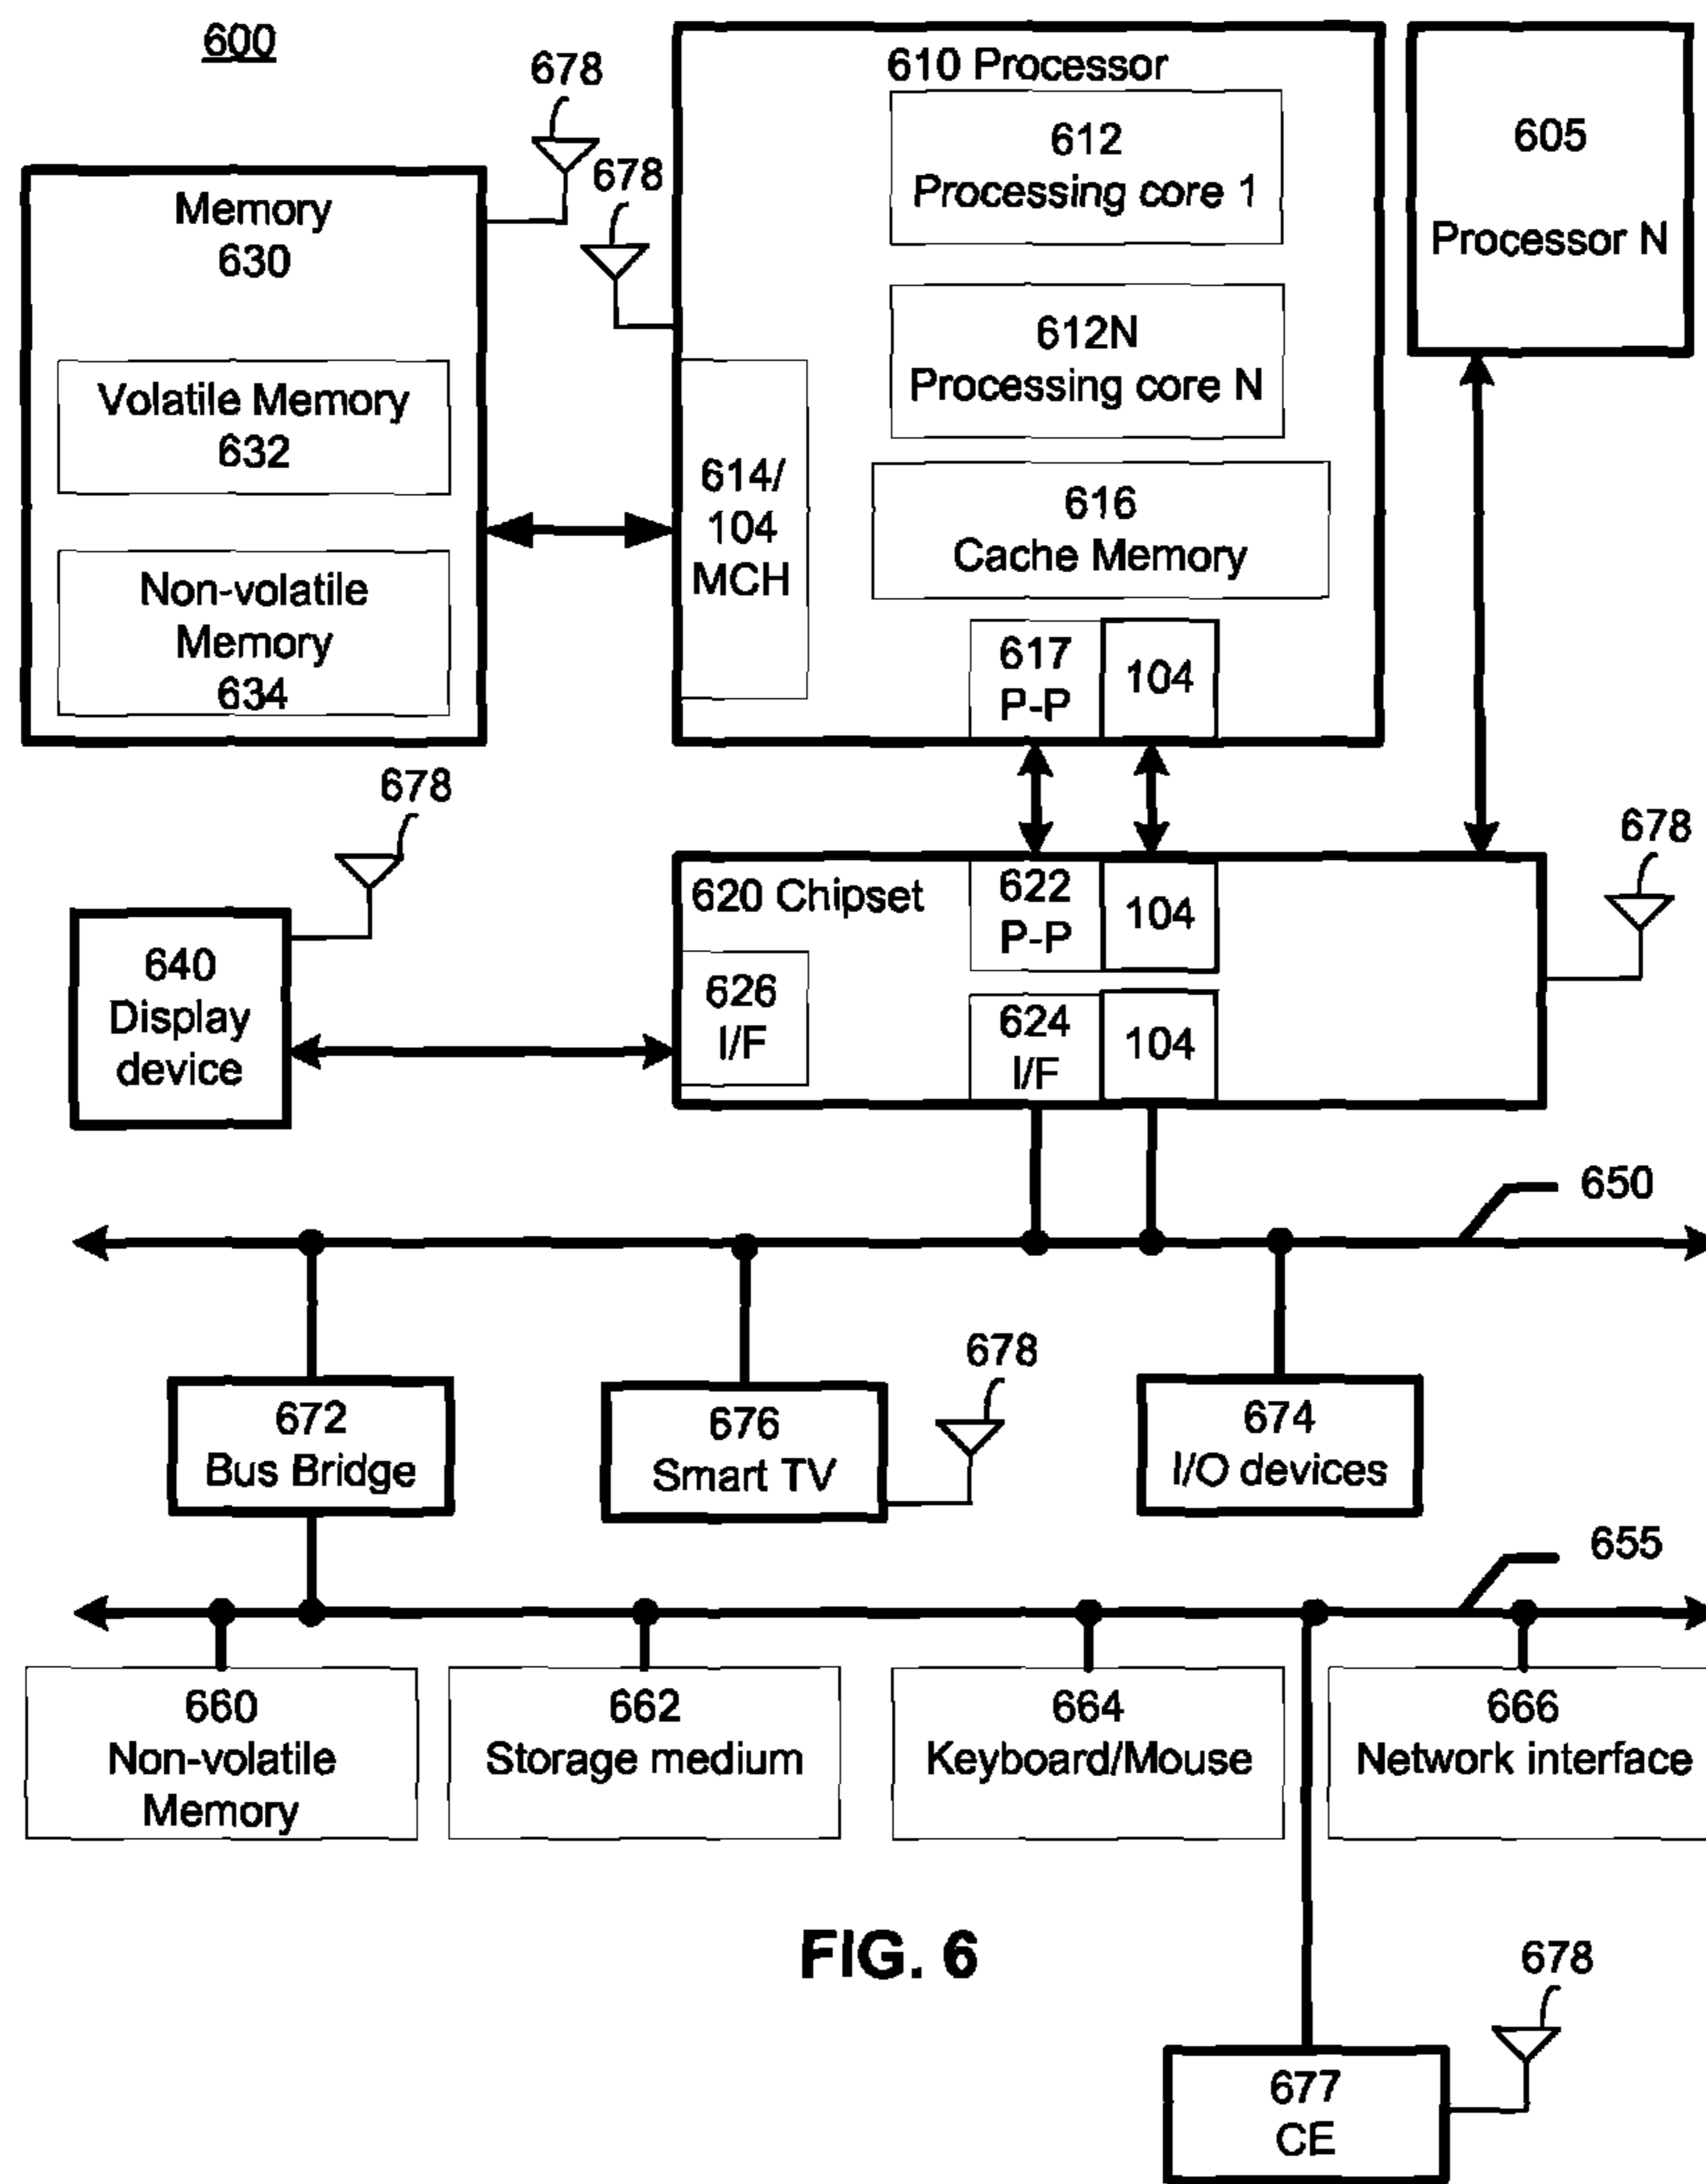 600
678
678
Memory
630
Volatile Memory
632
Non-volatile
Memory
634
610 Processor
612
Processing core 1
612N
Processing core N
614/
104
MCH
616
Cache Memory
617
P-P
104
605
Processor N
678
640
Display
device
620 Chipset
622
P-P
104
626
I/F
624
I/F
104
678
650
672
Bus Bridge
676
Smart TV
678
674
I/O devices
655
660
Non-volatile
Memory
662
Storage medium
664
Keyboard/Mouse
666
Network interface
FIG. 6
678
677
CE